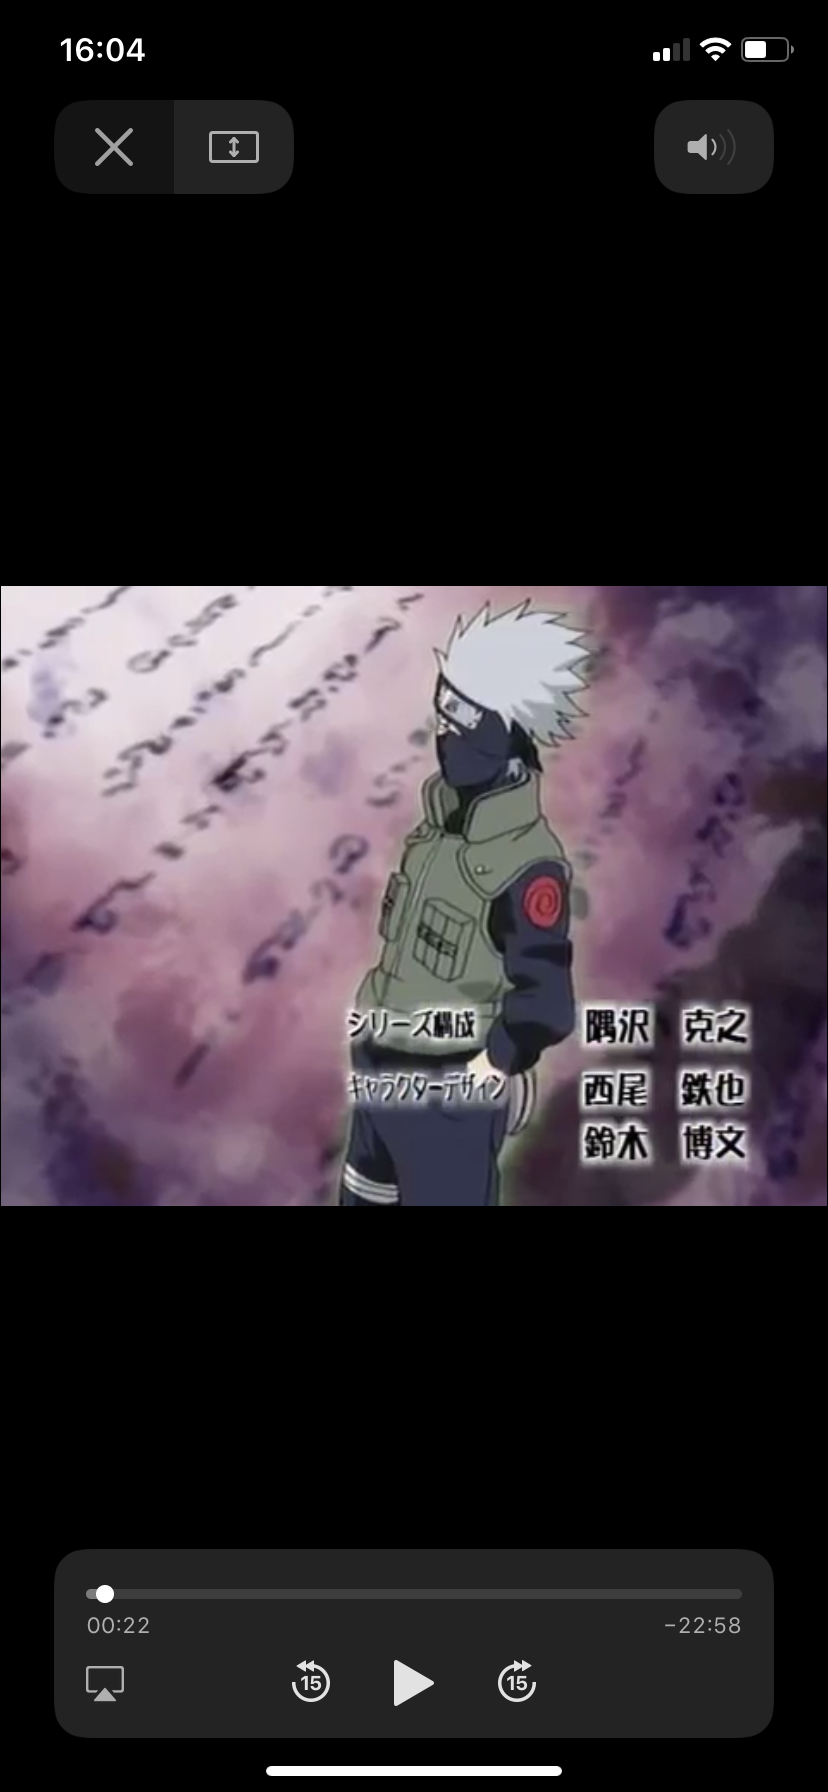 16:04
シリーズ構成 隅沢 克之
キャラクターデザイン 西尾 鉄也
鈴木 博文
00:22 −22:58
15 15